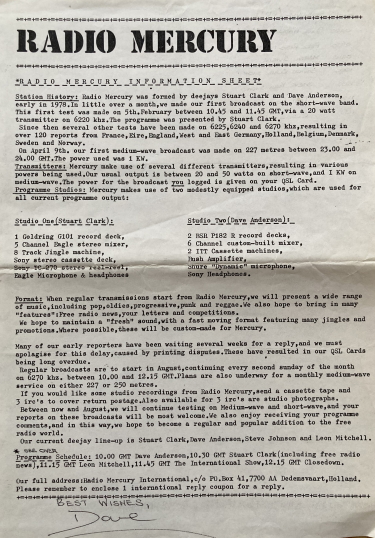 RADIO MERCURY
*RADIO MERCURY INFORMATION SHEET*
Station History: Radio Mercury was formed by deejays Stuart Clark and Dave Anderson,
early in 1978.In little over a month,we made our first broadcast on the short-wave band.
This first test was made on 5th,February between 10.45 and 11.45 GMT,via a 20 watt
transmitter on 6220 khz.The programme was presented by Stuart Clark.
Since then several other tests have been made on 6225,6240 and 6270 khz,resulting in
over 120 reports from France,Eire,England,West and East Germany,Holland,Belgium,Denmark,
Sweden and Norway.
On April 9th, our first medium-wave broadcast was made on 227 metres between 23.00 and
24.00 GMT.The power used was I KW.
Transmitters: Mercury make use of several different transmitters,resulting in various
powers being used.Our usual output is between 20 and 50 watts on short-wave,and I KW on
medium-wave.The power for the broadcast you logged is given on your QSL Card.
Programme Studios: Mercury makes use of two modestly equipped studios,which are used for
all current programme output:
Studio One(Stuart Clark):
1 Goldring G101 record deck,
5 Channel Eagle stereo mixer,
8 Track Jingle machine,
Sony stereo cassette deck,
Sony TC-270 stereo reel-reel,
Eagle Microphone & headphones
Studio Two(Dave Anderson):
2 BSR P182 R record decks,
6 Channel custom-built mixer,
2 ITT Cassette machines,
Bush Amplifier,
Shure "Dynamic" microphone,
Sony Headphones.
Format: When regular transmissions start from Radio Mercury,we will present a wide range
of music,including pop,oldies,progressive,punk and reggae.We also hope to bring in many
"features":Free radio news,your letters and competitions.
We hope to maintain a "fresh" sound,with a fast moving format featuring many jingles and
promotions.Where possible,these will be custom-made for Mercury.
Many of our early reporters have been waiting several weeks for a reply,and we must
apologise for this delay,caused by printing disputes.These have resulted in our QSL Cards
being long overdue.
Regular broadcasts are to start in August,continuing every second sunday of the month
on 6270 khz. between 10.00 and 12.15 GMT.Plans are also underway for a monthly medium-wave
service on either 227 or 250 metres.
If you would like some studio recordings from Radio Mercury,send a cassette tape and
3 irc's to cover return postage.Also available for 3 irc's are studio photographs.
Between now and August,we will continue testing on Medium-wave and short-wave,and your
reports on these broadcasts will be most welcome.We also enjoy receiving your programme
comments,and in this way,we hope to become a regular and popular addition to the free
radio world.
Our current deejay line-up is Stuart Clark,Dave Anderson,Steve Johnson and Leon Mitchell.
Programme Schedule: 10.00 GMT Dave Anderson,10.30 GMT Stuart Clark(including free radio
news),11.15 GMT Leon Mitchell,11.45 GMT The International Show,12.15 GMT Closedown.
Our full address:Radio Mercury International,c/o PO.Box 41,7700 AA Dedemsvaart,Holland.
Please remember to enclose 1 international reply coupon for a reply.
BEST WISHES,
Dave